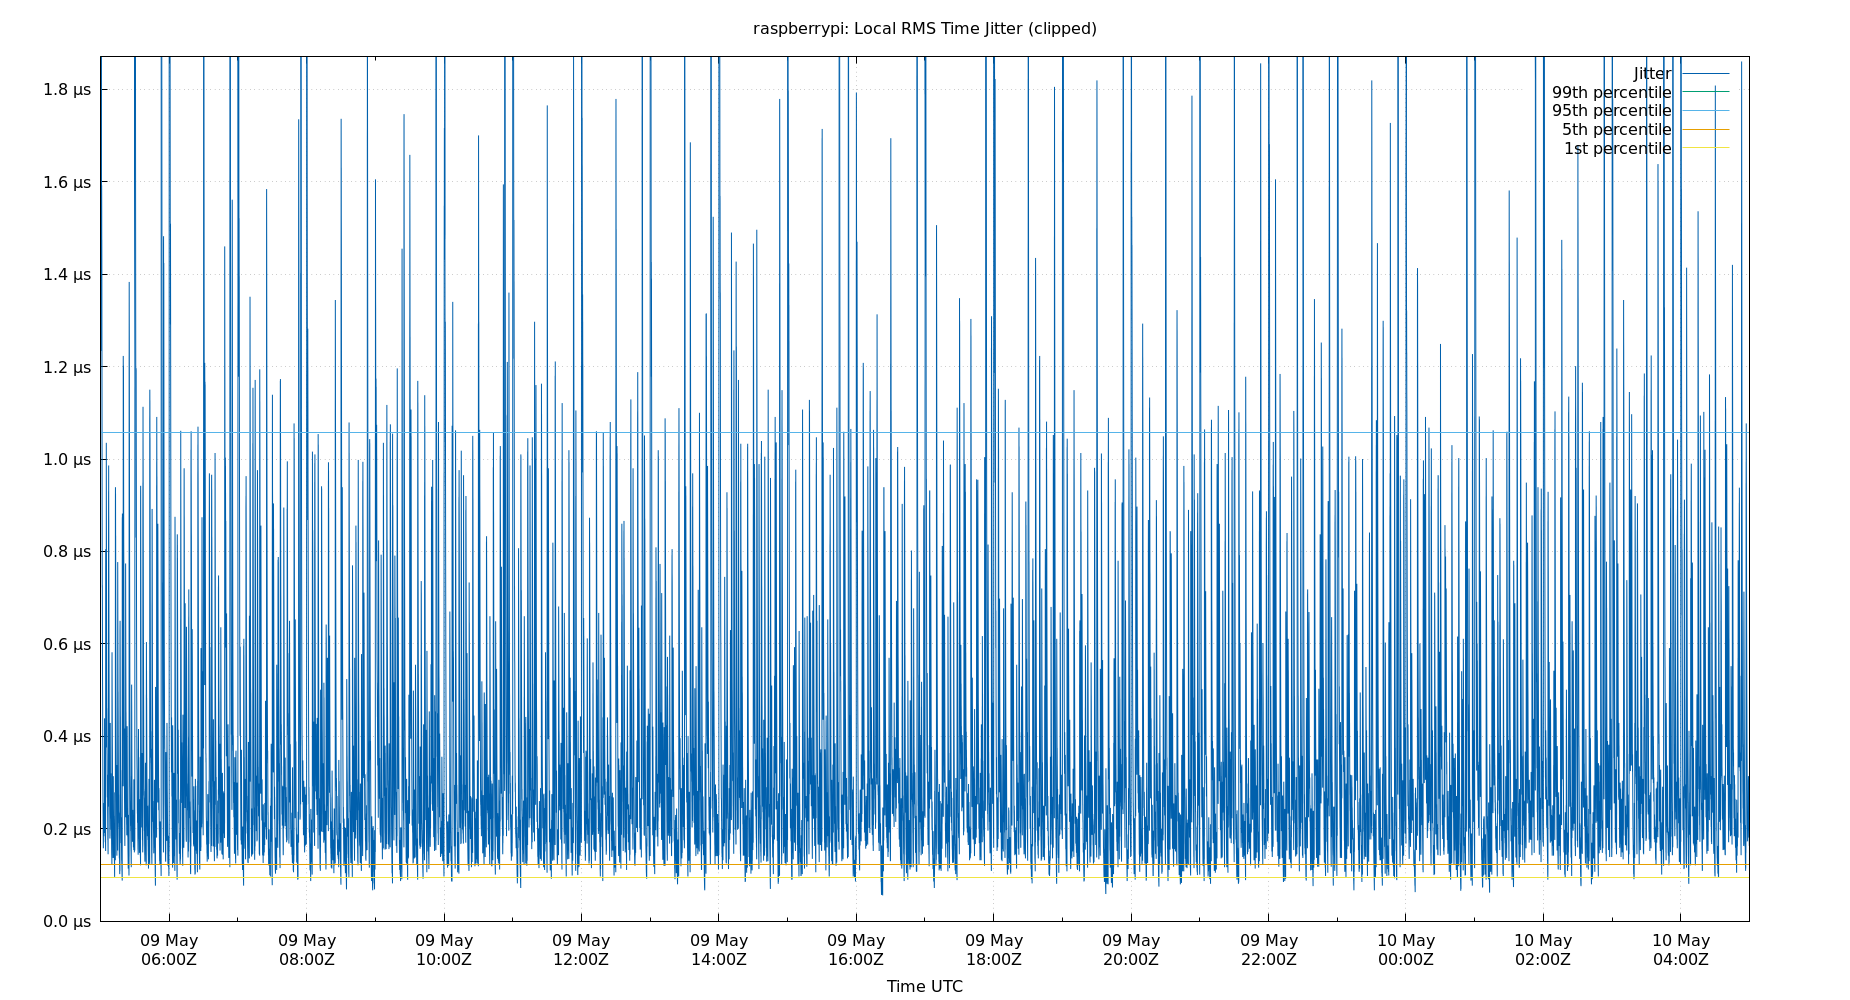 raspberrypi: Local RMS Time Jitter (clipped)
Jitter
99th percentile
95th percentile
5th percentile
1st percentile
1.8 μs
1.6 μs
1.4 μs
1.2 μs
1.0 μs
0.8 μs
0.6 μs
0.4 μs
0.2 μs
0.0 μs
09 May 09 May 09 May 09 May 09 May 09 May 09 May 09 May 09 May 10 May 10 May 10 May
06:00Z 08:00Z 10:00Z 12:00Z 14:00Z 16:00Z 18:00Z 20:00Z 22:00Z 00:00Z 02:00Z 04:00Z
Time UTC